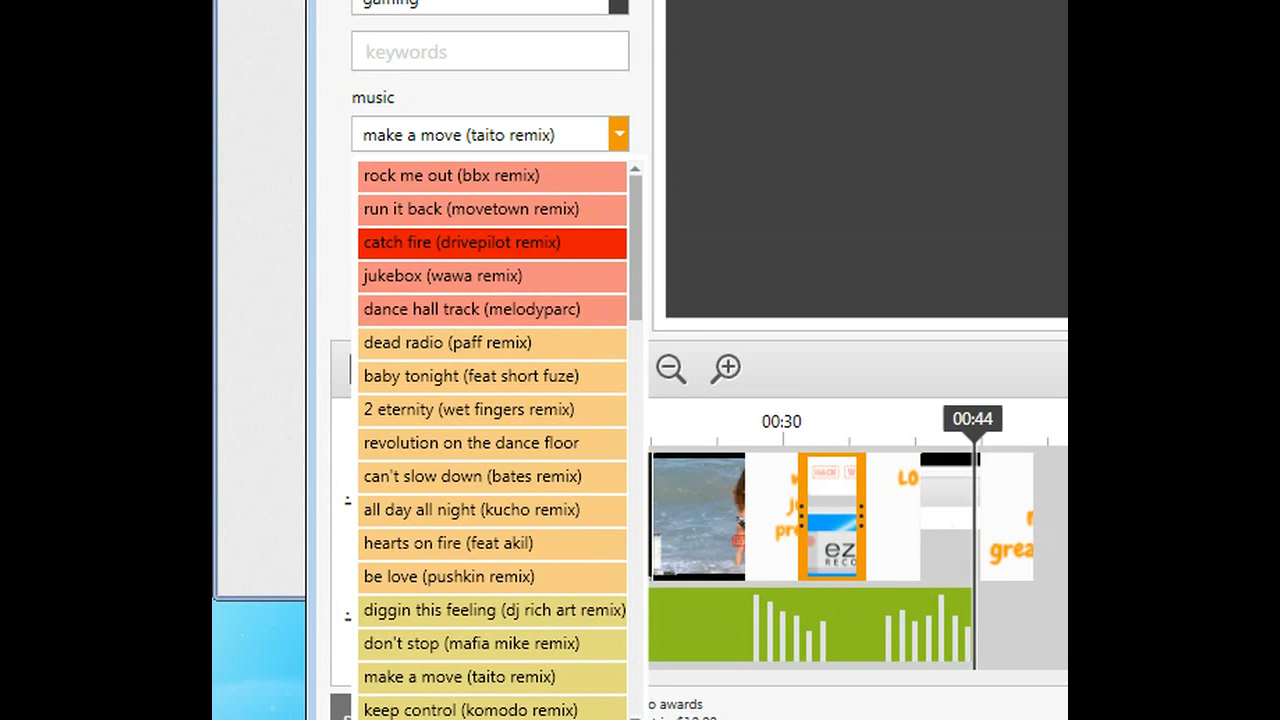 gaming
keywords
music
make a move (taito remix)
rock me out (bbx remix)
run it back (movetown remix)
catch fire (drivepilot remix)
jukebox (wawa remix)
dance hall track (melodyparc)
dead radio (paff remix)
baby tonight (feat short fuze)
2 eternity (wet fingers remix)
revolution on the dance floor
can't slow down (bates remix)
all day all night (kucho remix)
hearts on fire (feat akil)
be love (pushkin remix)
diggin this feeling (dj rich art remix)
don't stop (mafia mike remix)
make a move (taito remix)
keep control (komodo remix)
00:30
00:44
LO
ez
RECO
grea
o awards